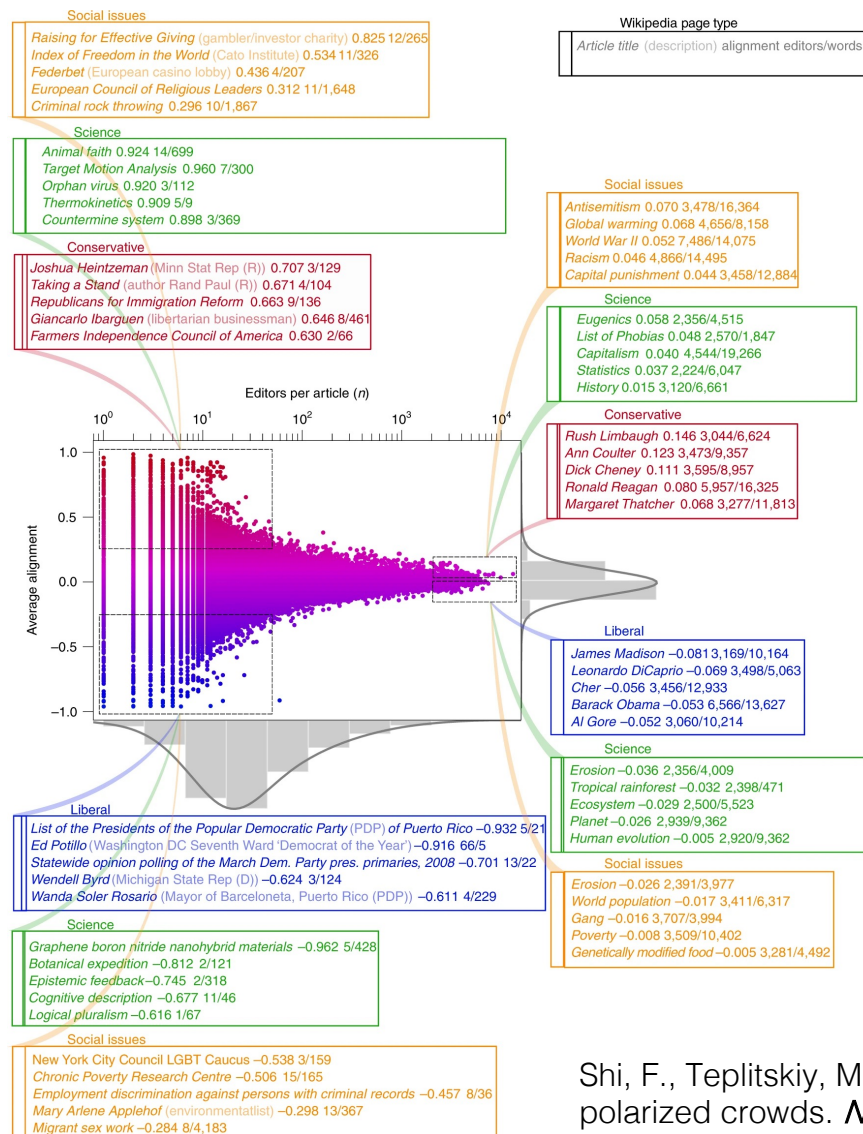 Social issues
Raising for Effective Giving (gambler/investor charity) 0.825 12/265
Index of Freedom in the World (Cato Institute) 0.534 11/326
Federbet (European casino lobby) 0.436 4/207
European Council of Religious Leaders 0.312 11/1,648
Criminal rock throwing 0.296 10/1,867
Wikipedia page type
Article title (description) alignment editors/words
Science
Animal faith 0.924 14/699
Target Motion Analysis 0.960 7/300
Orphan virus 0.920 3/112
Thermokinetics 0.909 5/9
Countermine system 0.898 3/369
Conservative
Joshua Heintzeman (Minn Stat Rep (R)) 0.707 3/129
Taking a Stand (author Rand Paul (R)) 0.671 4/104
Republicans for Immigration Reform 0.663 9/136
Giancarlo Ibarguen (libertarian businessman) 0.646 8/461
Farmers Independence Council of America 0.630 2/66
Social issues
Antisemitism 0.070 3,478/16,364
Global warming 0.068 4,656/8,158
World War II 0.052 7,486/14,075
Racism 0.046 4,866/14,495
Capital punishment 0.044 3,458/12,884
Science
Eugenics 0.058 2,356/4,515
List of Phobias 0.048 2,570/1,847
Capitalism 0.040 4,544/19,266
Statistics 0.037 2,224/6,047
History 0.015 3,120/6,661
Conservative
Rush Limbaugh 0.146 3,044/6,624
Ann Coulter 0.123 3,473/9,357
Dick Cheney 0.111 3,595/8,957
Ronald Reagan 0.080 5,957/16,325
Margaret Thatcher 0.068 3,277/11,813
Editors per article (n)
10⁰ 10¹ 10² 10³ 10⁴
Average alignment
1.0
0.5
0.0
−0.5
−1.0
Liberal
James Madison −0.081 3,169/10,164
Leonardo DiCaprio −0.069 3,498/5,063
Cher −0.056 3,456/12,933
Barack Obama −0.053 6,566/13,627
Al Gore −0.052 3,060/10,214
Science
Erosion −0.036 2,356/4,009
Tropical rainforest −0.032 2,398/471
Ecosystem −0.029 2,500/5,523
Planet −0.026 2,939/9,362
Human evolution −0.005 2,920/9,362
Social issues
Erosion −0.026 2,391/3,977
World population −0.017 3,411/6,317
Gang −0.016 3,707/3,994
Poverty −0.008 3,509/10,402
Genetically modified food −0.005 3,281/4,492
Liberal
List of the Presidents of the Popular Democratic Party (PDP) of Puerto Rico −0.932 5/21
Ed Potillo (Washington DC Seventh Ward ‘Democrat of the Year’) −0.916 66/5
Statewide opinion polling of the March Dem. Party pres. primaries, 2008 −0.701 13/22
Wendell Byrd (Michigan State Rep (D)) −0.624 3/124
Wanda Soler Rosario (Mayor of Barceloneta, Puerto Rico (PDP)) −0.611 4/229
Science
Graphene boron nitride nanohybrid materials −0.962 5/428
Botanical expedition −0.812 2/121
Epistemic feedback −0.745 2/318
Cognitive description −0.677 11/46
Logical pluralism −0.616 1/67
Social issues
New York City Council LGBT Caucus −0.538 3/159
Chronic Poverty Research Centre −0.506 15/165
Employment discrimination against persons with criminal records −0.457 8/36
Mary Arlene Applehof (environmentatlist) −0.298 13/367
Migrant sex work −0.284 8/4,183
Shi, F., Teplitskiy, M
polarized crowds.